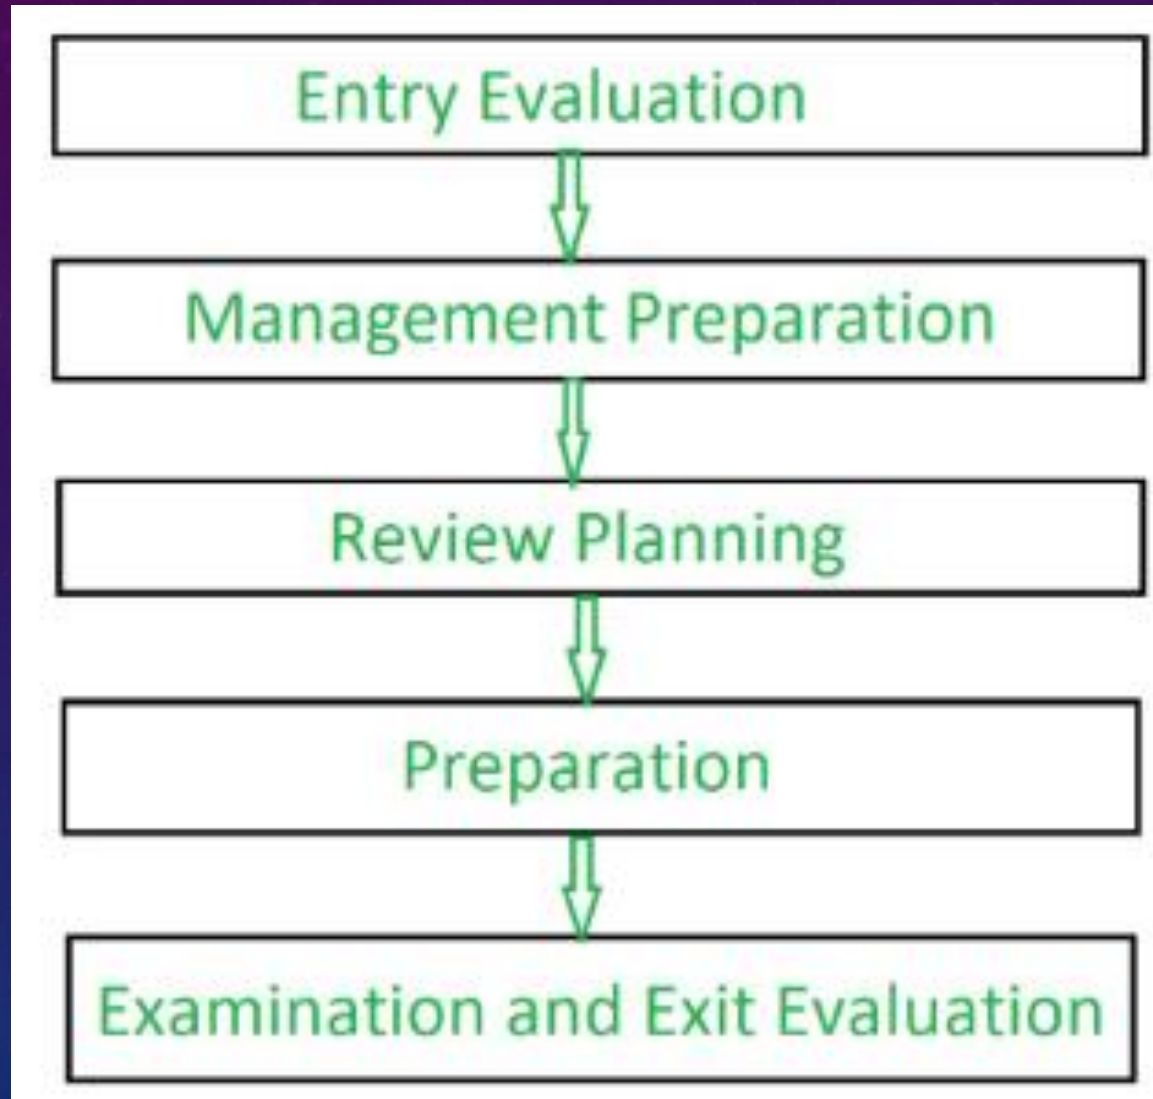 Entry Evaluation
Management Preparation
Review Planning
Preparation
Examination and Exit Evaluation